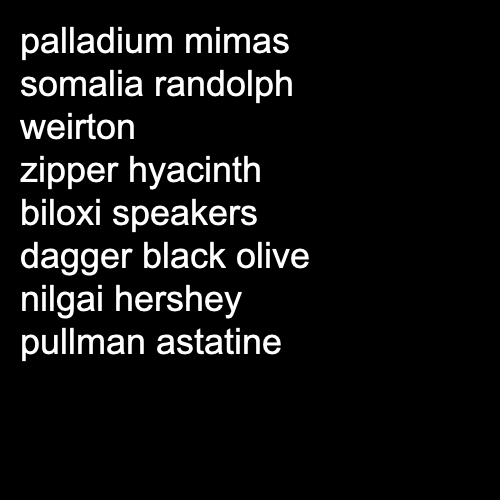 palladium mimas
somalia randolph
weirton
zipper hyacinth
biloxi speakers
dagger black olive
nilgai hershey
pullman astatine